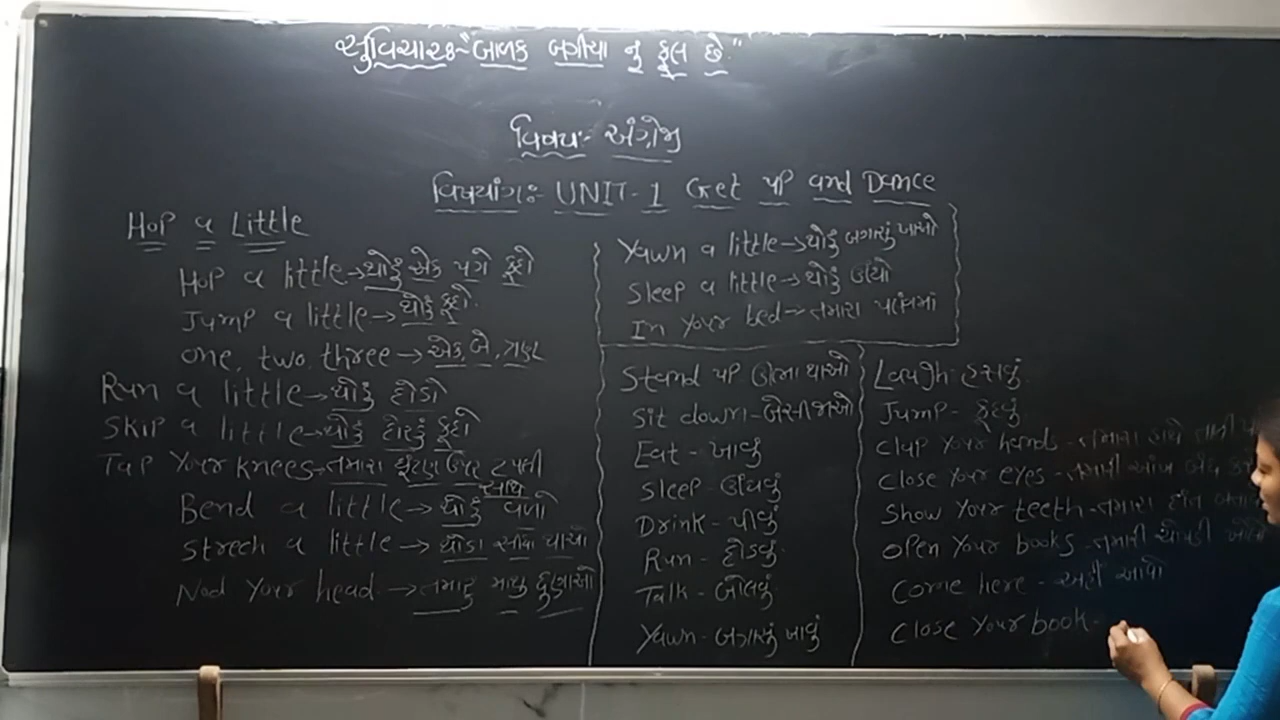 સુવિચાર:- "બાળક બગીચા નુ ફૂલ છે"
વિષય:- અંગ્રેજી
વિષયાંગ:- UNIT-1 Get up and Dance
Hop a Little
Hop a little→થોડું એક પગે કૂદો
Jump a little→થોડું કૂદો.
one, two, three→એક, બે, ત્રણ
Run a little→થોડું દોડો
Skip a little→થોડું દોરડું કૂદો
Tap Your knees-તમારા ઘૂંટણ ઉપર ટપલી
Bend a little→થોડું વળો
Strech a little→થોડા સીધા થાઓ
Nod Your head→તમારુ માથુ ધુણાઓ
Yawn a little→થોડું બગાસું ખાઓ
Sleep a little→થોડું ઊંઘો
In Your bed→તમારા પલંગમાં
Stand up ઊભા થાઓ
Sit down-બેસીજાઓ
Eat-ખાવું
Sleep-ઊંઘવું
Drink-પીવું
Run-દોડવું.
Talk-બોલવું.
Yawn-બગાસું ખાવું
Laugh-હસવું.
Jump-કૂદવું.
Clap Your hands-તમારા હાથે તાળી
Close Your eyes-તમારી આંખ બંધ
Show Your teeth-તમારા દાંત
Open Your books-તમારી ચોપડી ખોલો
Come here-અહીં આવો
Close Your book-